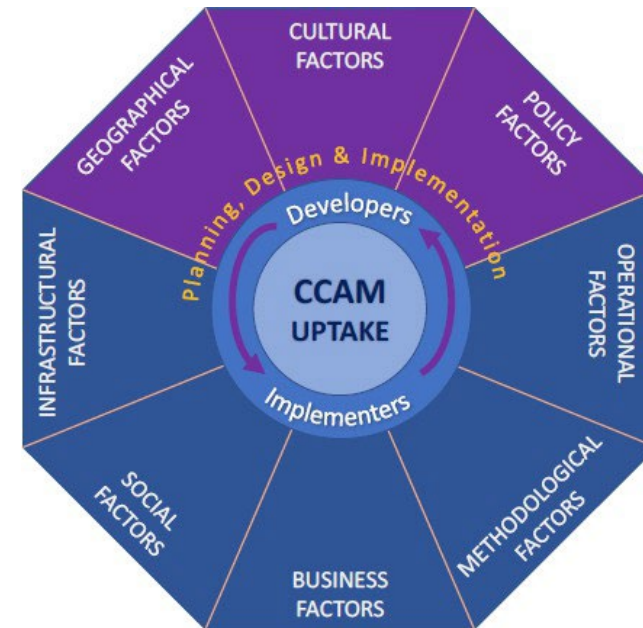 CULTURAL
FACTORS
POLICY
FACTORS
OPERATIONAL
FACTORS
METHODOLOGICAL
FACTORS
BUSINESS
FACTORS
SOCIAL
FACTORS
INFRASTRUCTURAL
FACTORS
GEOGRAPHICAL
FACTORS
Planning, Design & Implementation
Developers
CCAM
UPTAKE
Implementers